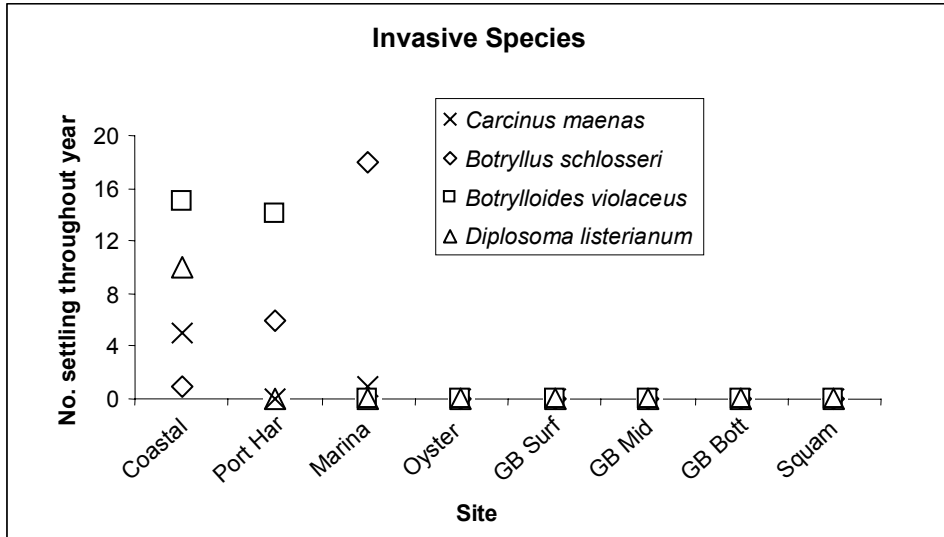 Invasive Species
Carcinus maenas
Botryllus schlosseri
Botrylloides violaceus
Diplosoma listerianum
No. settling throughout year
20
16
12
8
4
0
Coastal
Port Har
Marina
Oyster
GB Surf
GB Mid
GB Bott
Squam
Site